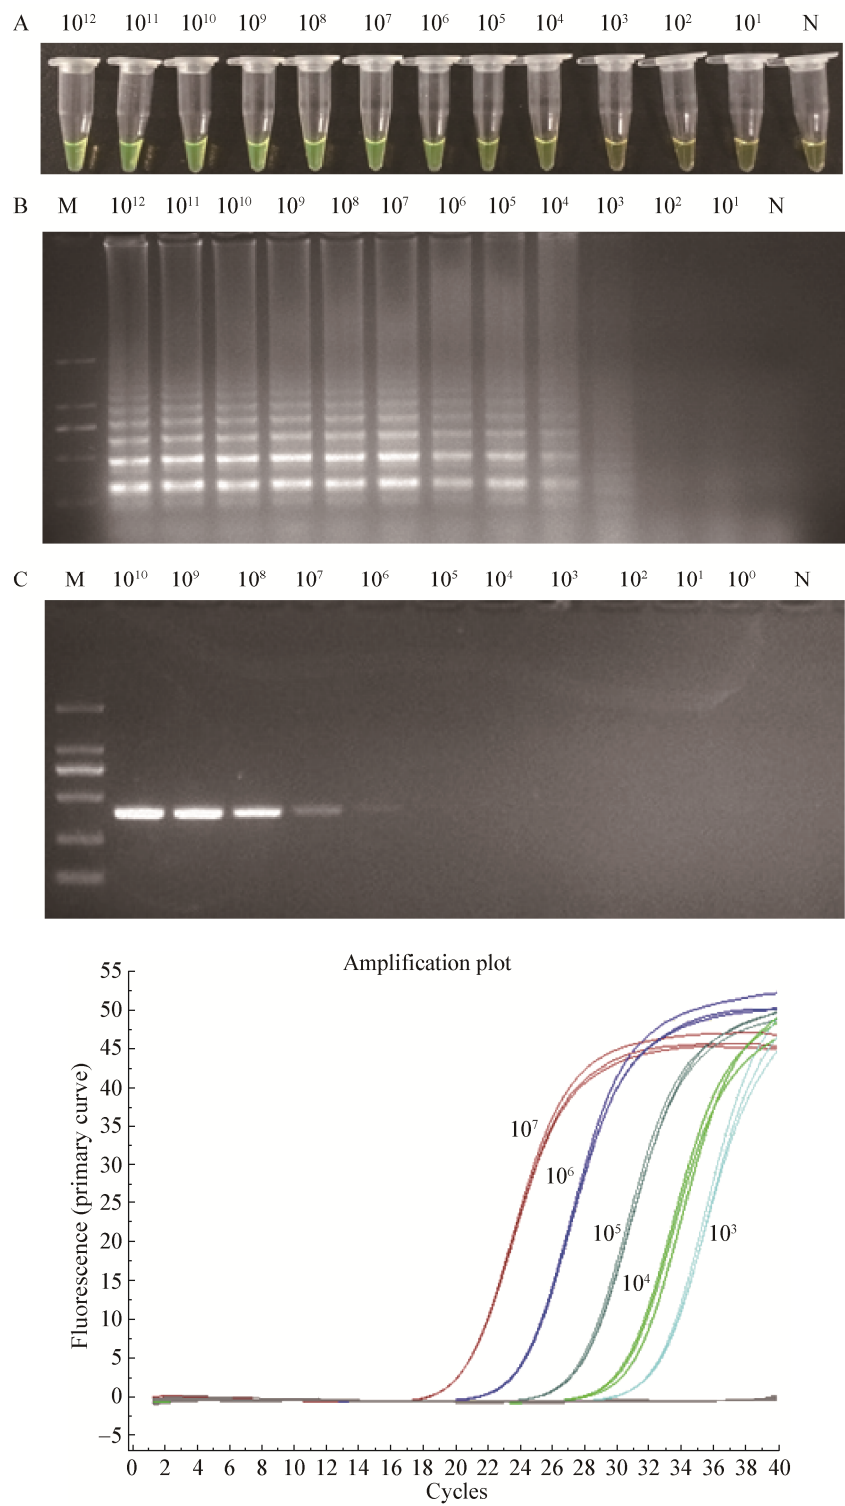 A 10¹² 10¹¹ 10¹⁰ 10⁹ 10⁸ 10⁷ 10⁶ 10⁵ 10⁴ 10³ 10² 10¹ N
B M 10¹² 10¹¹ 10¹⁰ 10⁹ 10⁸ 10⁷ 10⁶ 10⁵ 10⁴ 10³ 10² 10¹ N
C M 10¹⁰ 10⁹ 10⁸ 10⁷ 10⁶ 10⁵ 10⁴ 10³ 10² 10¹ 10⁰ N
Amplification plot
Fluorescence (primary curve)
55
50
45
40
35
30
25
20
15
10
5
0
–5
10⁷
10⁶
10⁵
10³
10⁴
0 2 4 6 8 10 12 14 16 18 20 22 24 26 28 30 32 34 36 38 40
Cycles